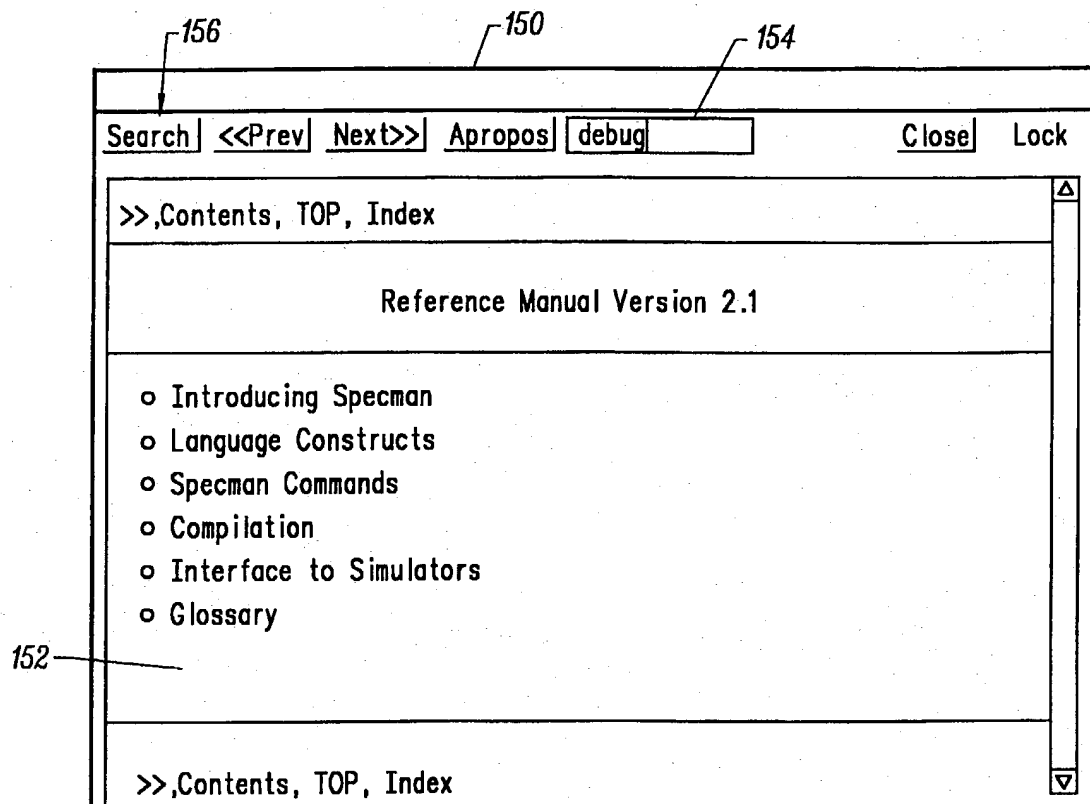 156 150 154
Search <<Prev Next>> Apropos debug Close Lock
>>,Contents, TOP, Index
Reference Manual Version 2.1
o Introducing Specman
o Language Constructs
o Specman Commands
o Compilation
o Interface to Simulators
o Glossary
152
>>,Contents, TOP, Index